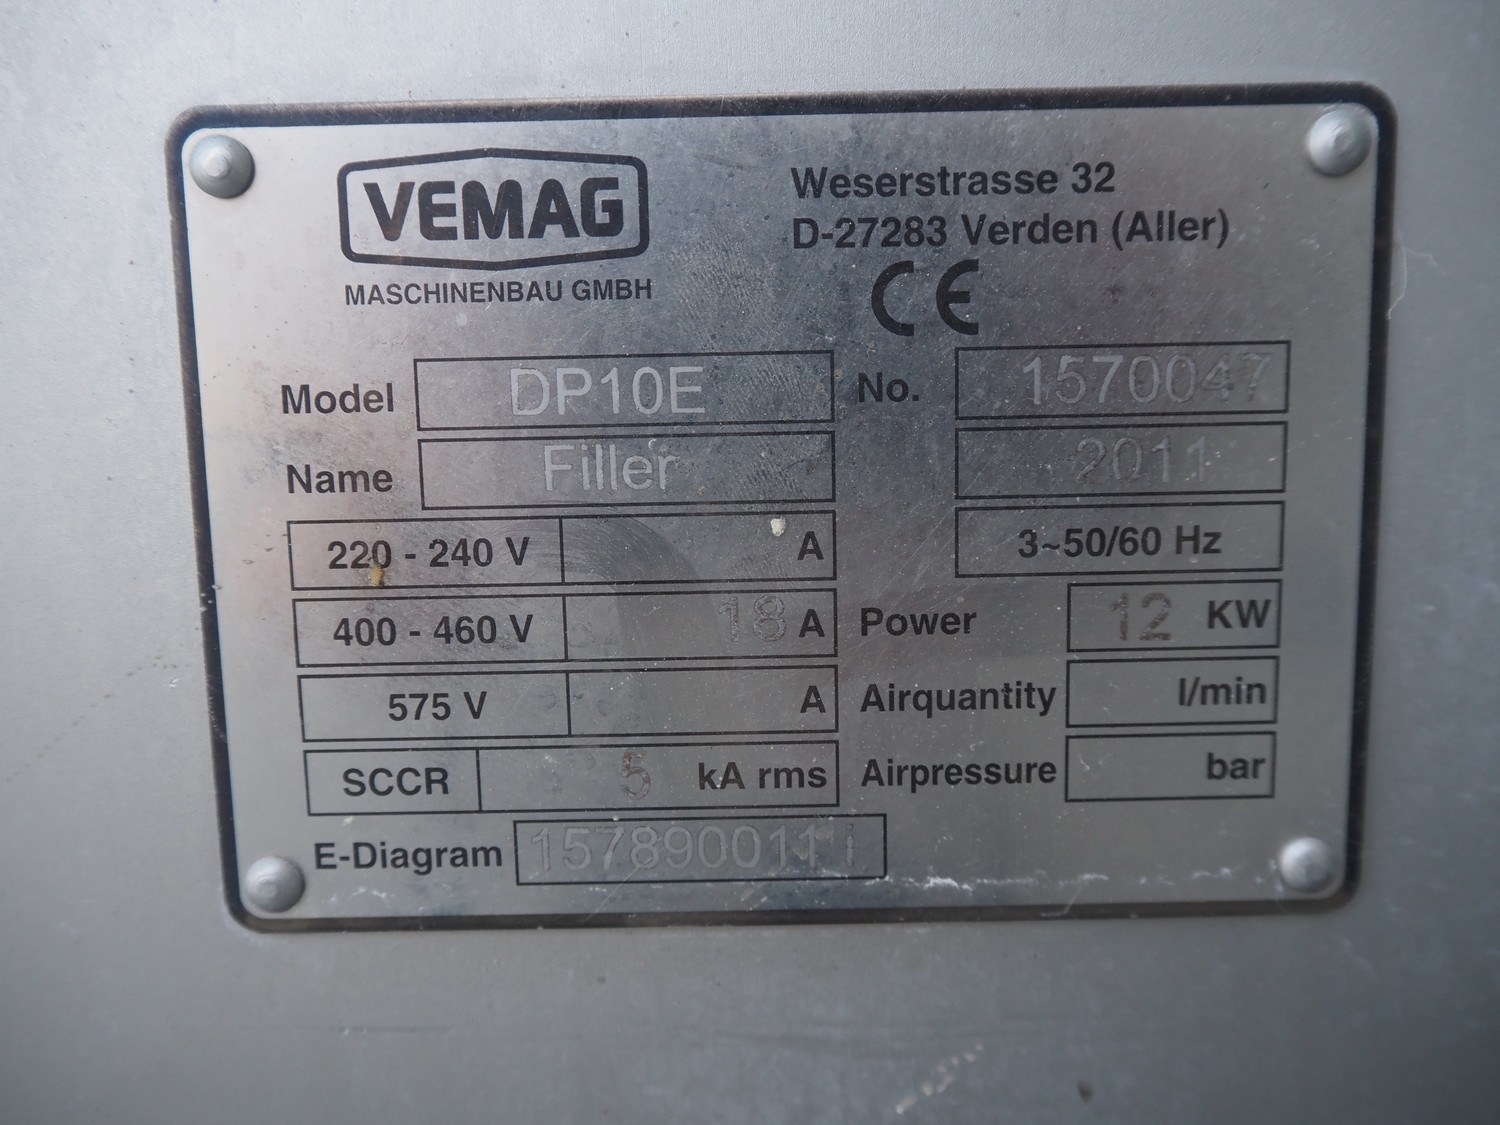 VEMAG
MASCHINENBAU GMBH
Weserstrasse 32
D-27283 Verden (Aller)
CE
Model DP10E No. 1570047
Name Filler 2011
220 - 240 V A 3~50/60 Hz
400 - 460 V 18 A Power 12 KW
575 V A Airquantity l/min
SCCR 5 kA rms Airpressure bar
E-Diagram 157890011 i